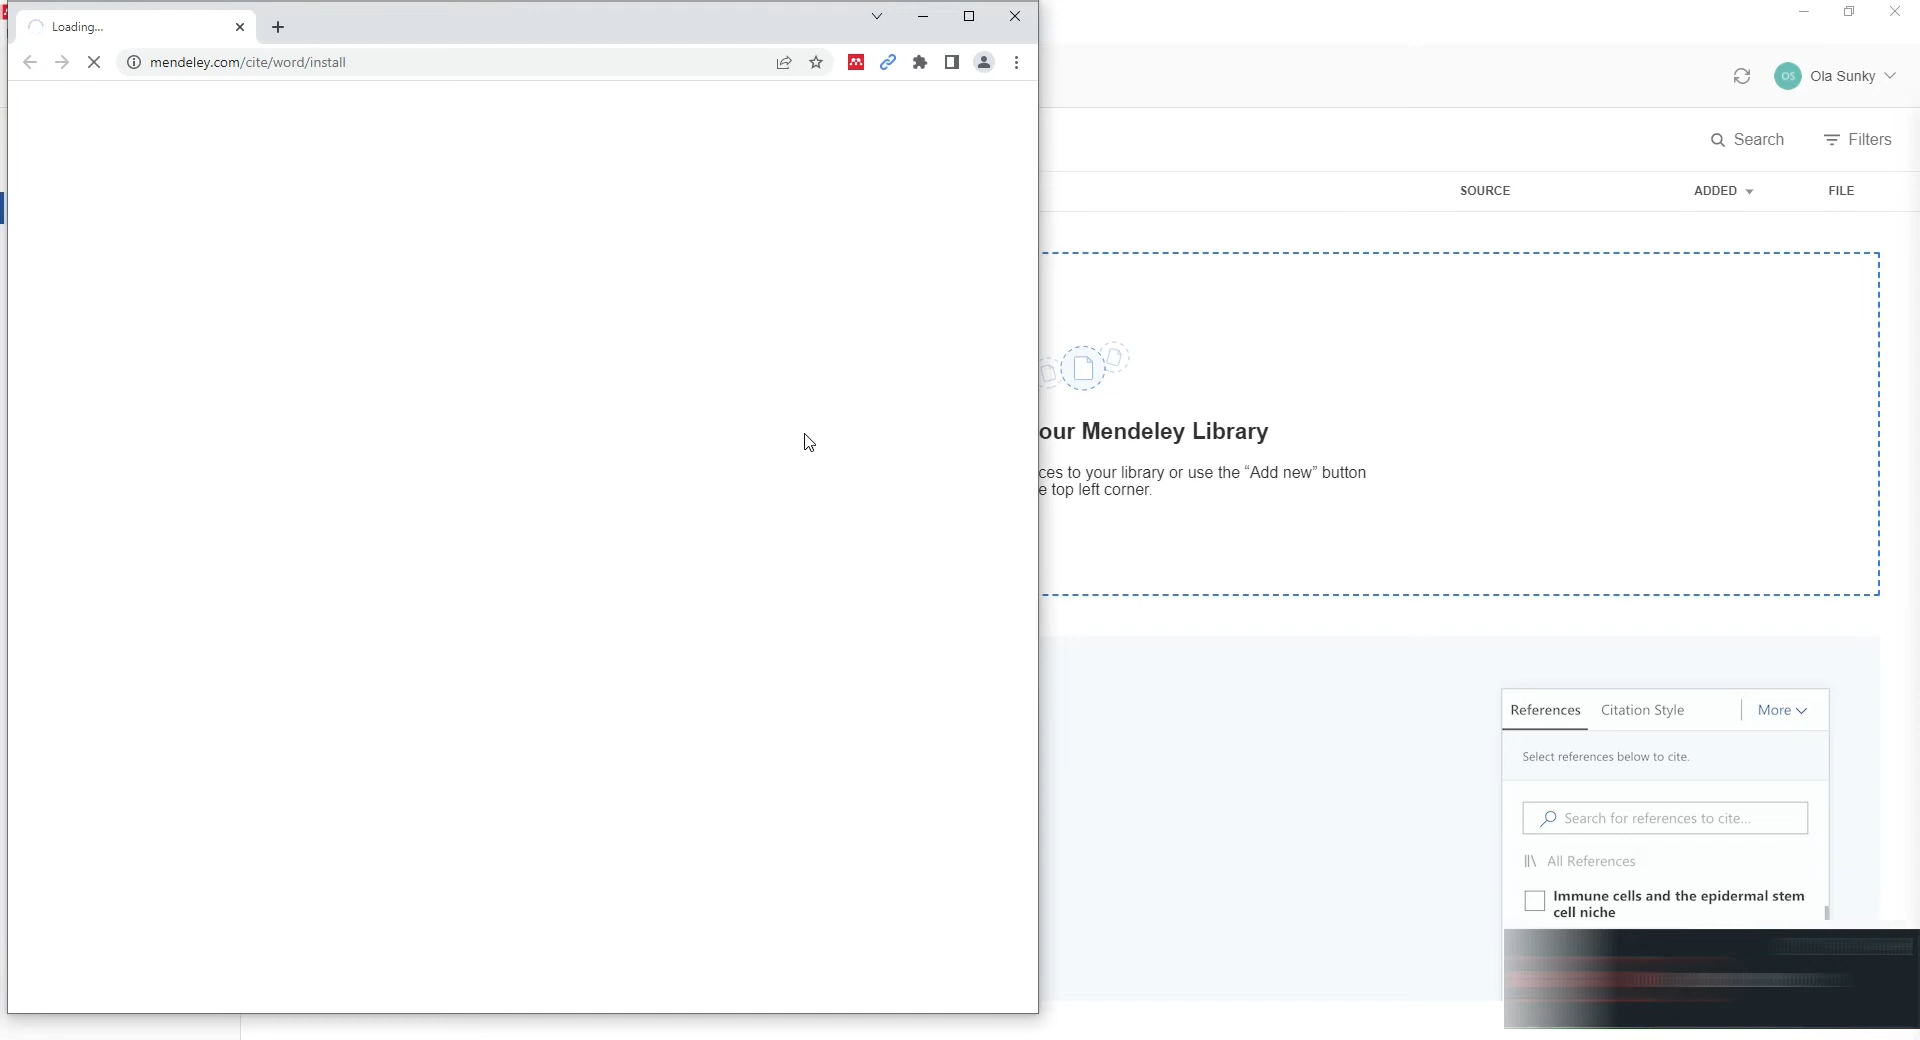 Loading...
mendeley.com/cite/word/install
OS Ola Sunky
Search Filters
SOURCE ADDED FILE
our Mendeley Library
ces to your library or use the “Add new” button
e top left corner.
References Citation Style More
Select references below to cite.
Search for references to cite...
All References
Immune cells and the epidermal stem
cell niche